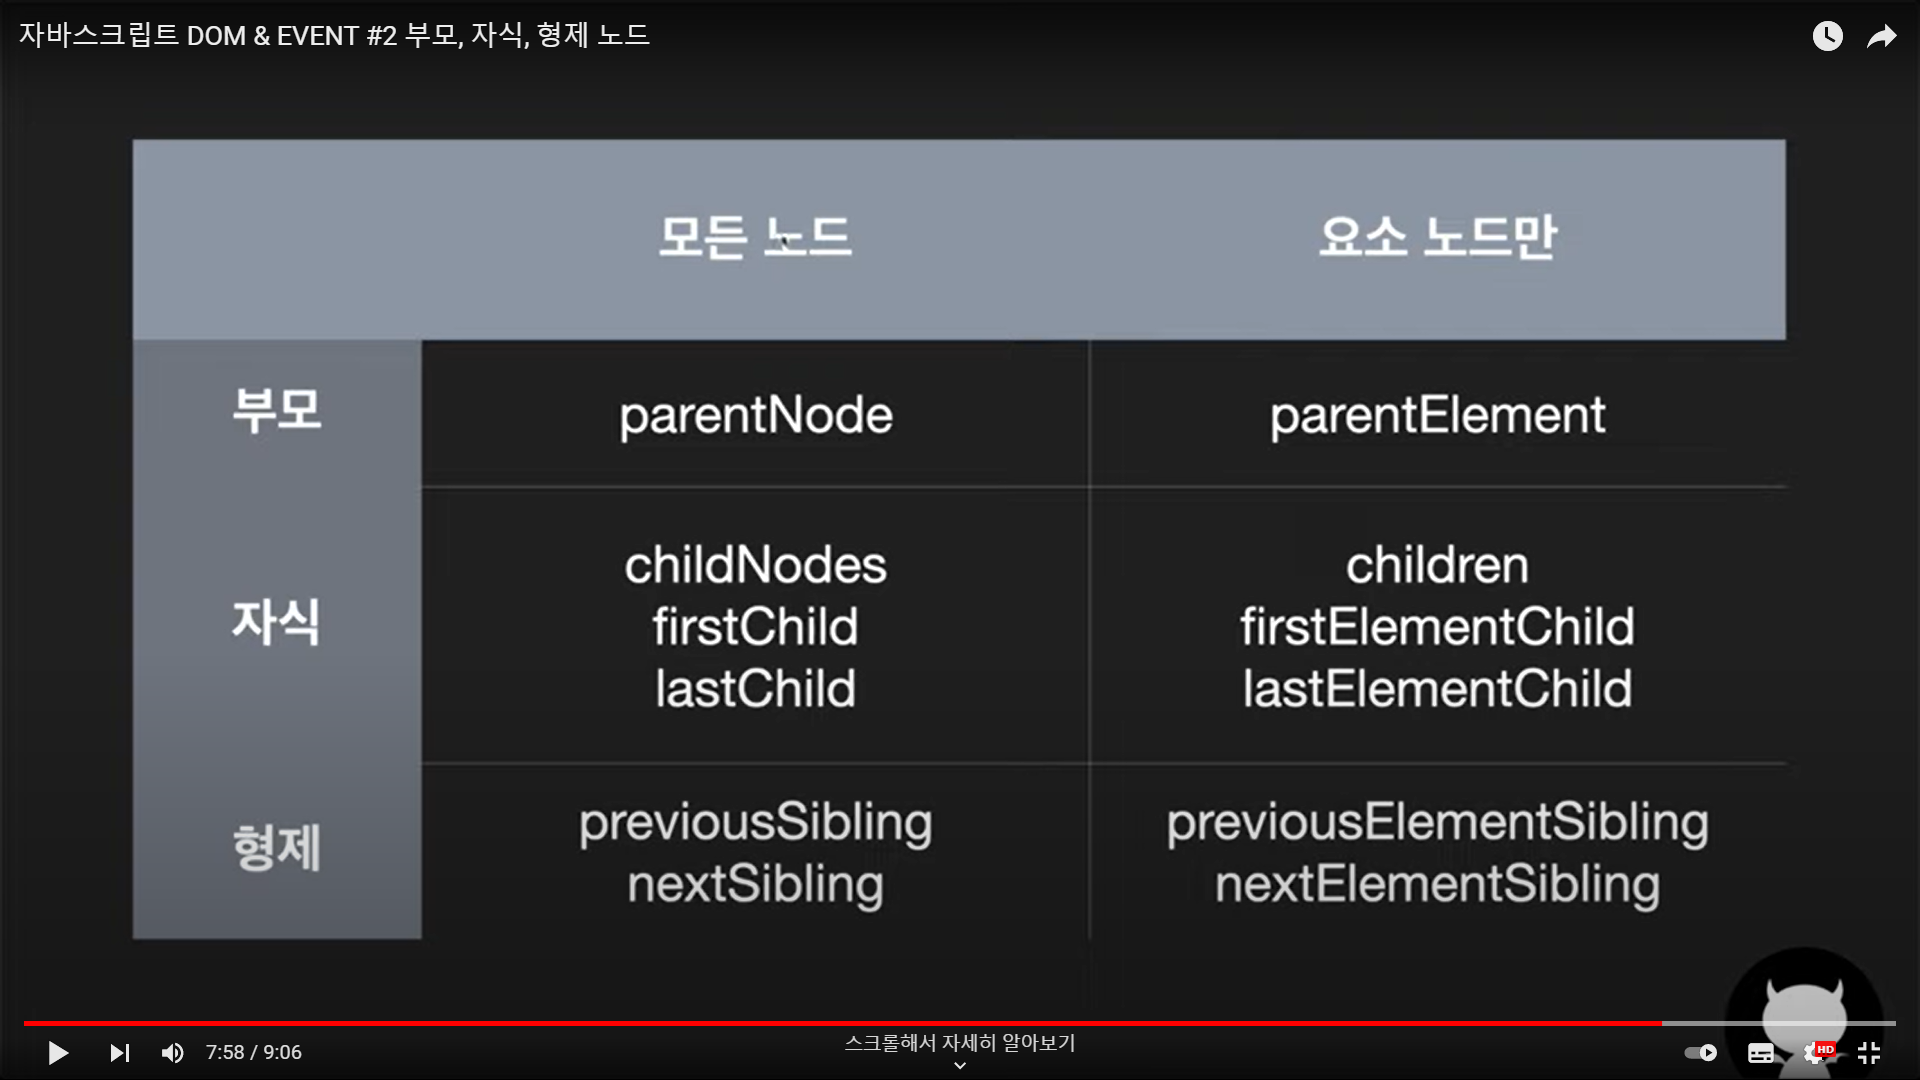 자바스크립트 DOM & EVENT #2 부모, 자식, 형제 노드
모든 노드
요소 노드만
부모
parentNode
parentElement
자식
childNodes
firstChild
lastChild
children
firstElementChild
lastElementChild
형제
previousSibling
nextSibling
previousElementSibling
nextElementSibling
7:58 / 9:06
스크롤해서 자세히 알아보기
HD